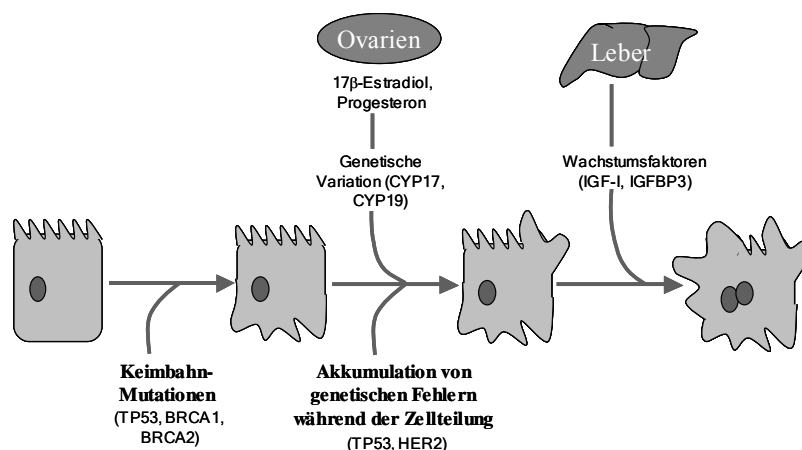 Ovarien
17β-Estradiol,
Progesteron
Genetische
Variation (CYP17,
CYP19)
Leber
Wachstumsfaktoren
(IGF-I, IGFBP3)
Keimbahn-
Mutationen
(TP53, BRCA1,
BRCA2)
Akkumulation von
genetischen Fehlern
während der Zellteilung
(TP53, HER2)